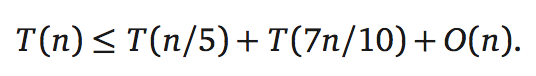 T(n) ≤ T(n/5) + T(7n/10) + O(n).